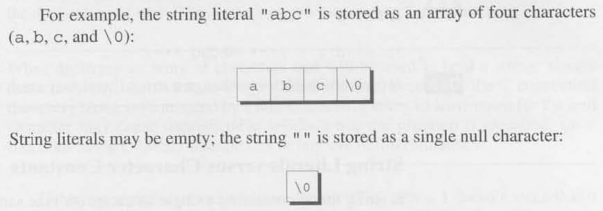 For example, the string literal "abc" is stored as an array of four characters
(a, b, c, and \0):
a b c \0
String literals may be empty; the string "" is stored as a single null character:
\0